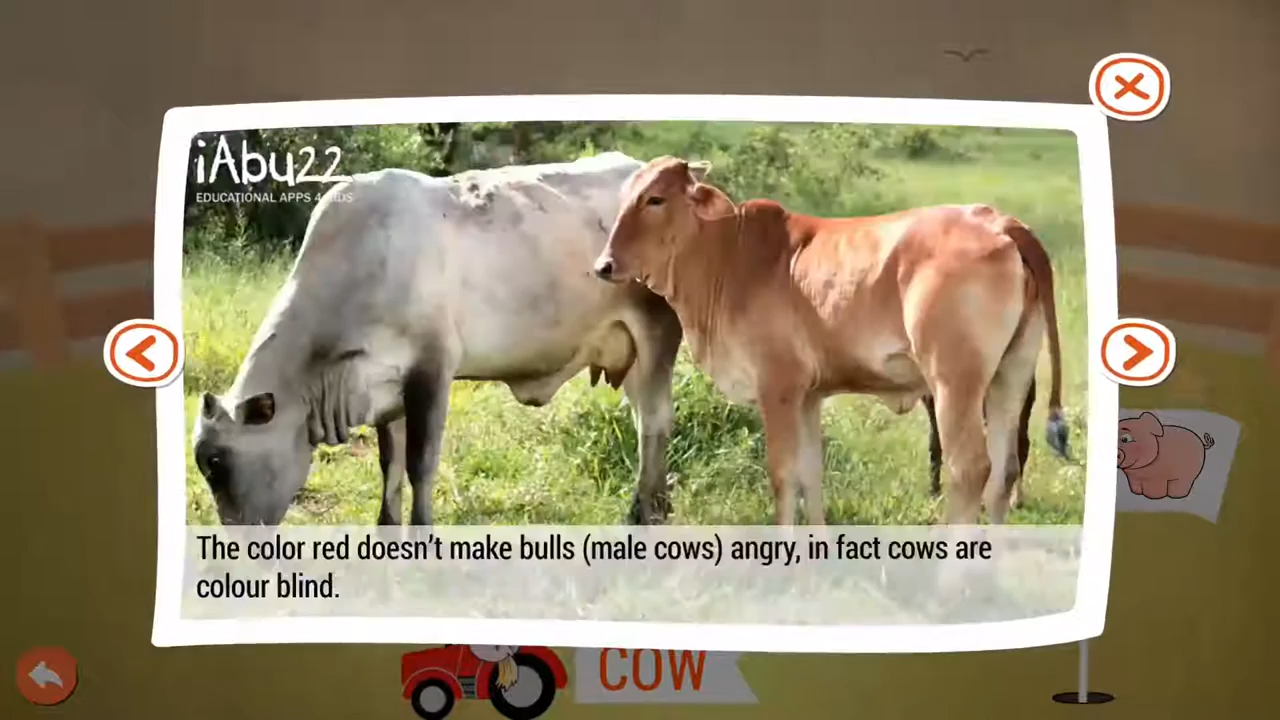 iAbu22
EDUCATIONAL APPS 4 KIDS
The color red doesn't make bulls (male cows) angry, in fact cows are
colour blind.
COW